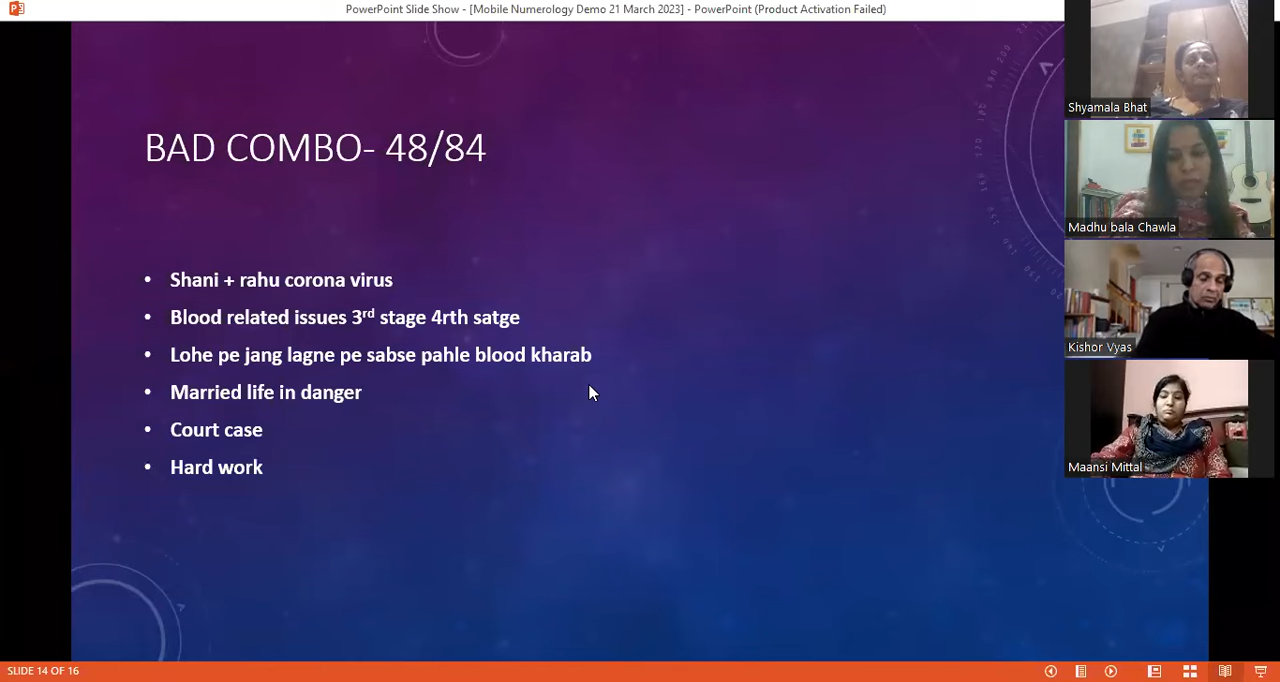 PowerPoint Slide Show - [Mobile Numerology Demo 21 March 2023] - PowerPoint (Product Activation Failed)
BAD COMBO- 48/84
• Shani + rahu corona virus
• Blood related issues 3rd stage 4rth satge
• Lohe pe jang lagne pe sabse pahle blood kharab
• Married life in danger
• Court case
• Hard work
Shyamala Bhat
Madhu bala Chawla
Kishor Vyas
Maansi Mittal
SLIDE 14 OF 16